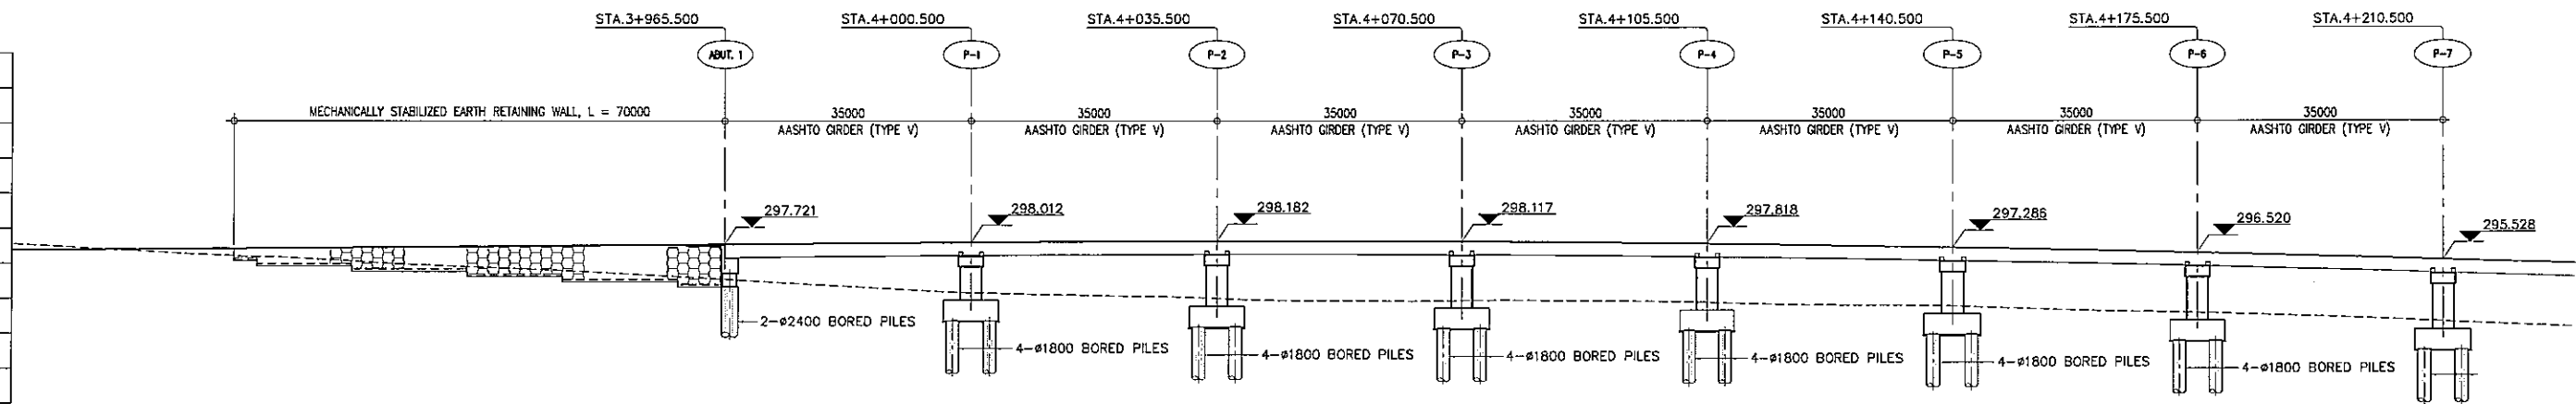 STA.3+965.500
STA.4+000.500
STA.4+035.500
STA.4+070.500
STA.4+105.500
STA.4+140.500
STA.4+175.500
STA.4+210.500
ABUT. 1
P-1
P-2
P-3
P-4
P-5
P-6
P-7
MECHANICALLY STABILIZED EARTH RETAINING WALL, L = 70000
35000
35000
35000
35000
35000
35000
35000
AASHTO GIRDER (TYPE V)
AASHTO GIRDER (TYPE V)
AASHTO GIRDER (TYPE V)
AASHTO GIRDER (TYPE V)
AASHTO GIRDER (TYPE V)
AASHTO GIRDER (TYPE V)
AASHTO GIRDER (TYPE V)
297.721
298.012
298.182
298.117
297.818
297.286
296.520
295.528
2-ø2400 BORED PILES
4-ø1800 BORED PILES
4-ø1800 BORED PILES
4-ø1800 BORED PILES
4-ø1800 BORED PILES
4-ø1800 BORED PILES
4-ø1800 BORED PILES